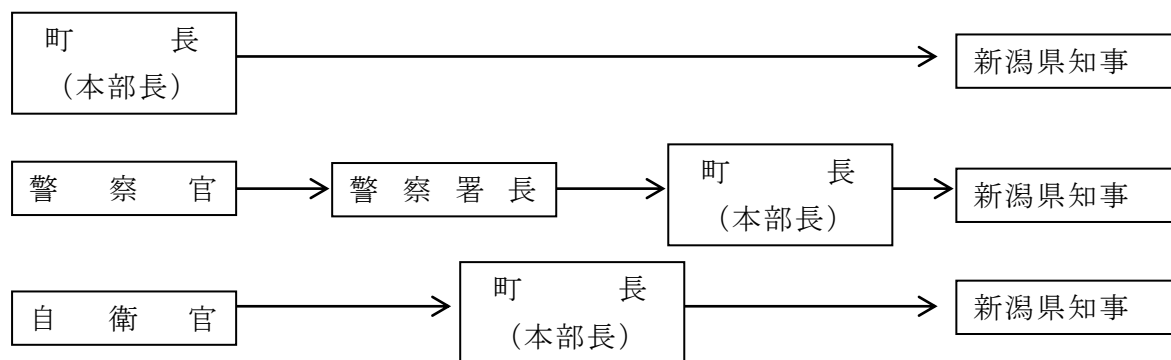 町長
(本部長)
新潟県知事
警察官
警察署長
町長
(本部長)
新潟県知事
自衛官
町長
(本部長)
新潟県知事